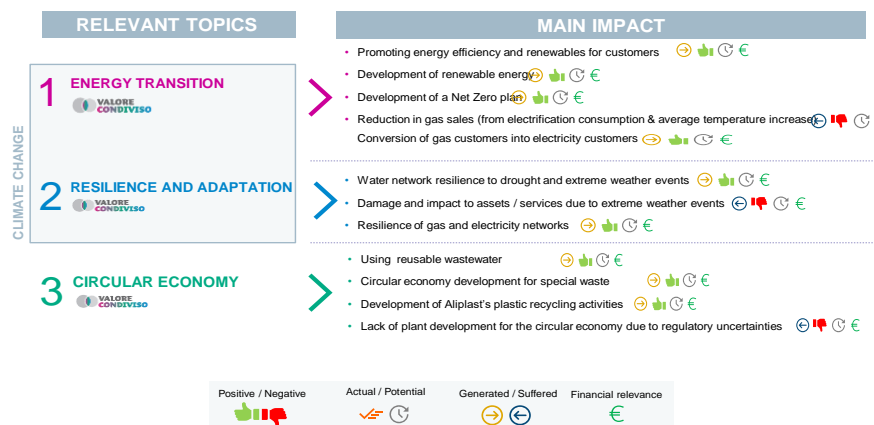 RELEVANT TOPICS
MAIN IMPACT
CLIMATE CHANGE
1 ENERGY TRANSITION
VALORE
CONDIVISO
• Promoting energy efficiency and renewables for customers €
• Development of renewable energy €
• Development of a Net Zero plan €
• Reduction in gas sales (from electrification consumption & average temperature increase)
Conversion of gas customers into electricity customers €
2 RESILIENCE AND ADAPTATION
VALORE
CONDIVISO
• Water network resilience to drought and extreme weather events €
• Damage and impact to assets / services due to extreme weather events €
• Resilience of gas and electricity networks €
3 CIRCULAR ECONOMY
VALORE
CONDIVISO
• Using reusable wastewater €
• Circular economy development for special waste €
• Development of Aliplast's plastic recycling activities €
• Lack of plant development for the circular economy due to regulatory uncertainties €
Positive / Negative
Actual / Potential
Generated / Suffered
Financial relevance
€